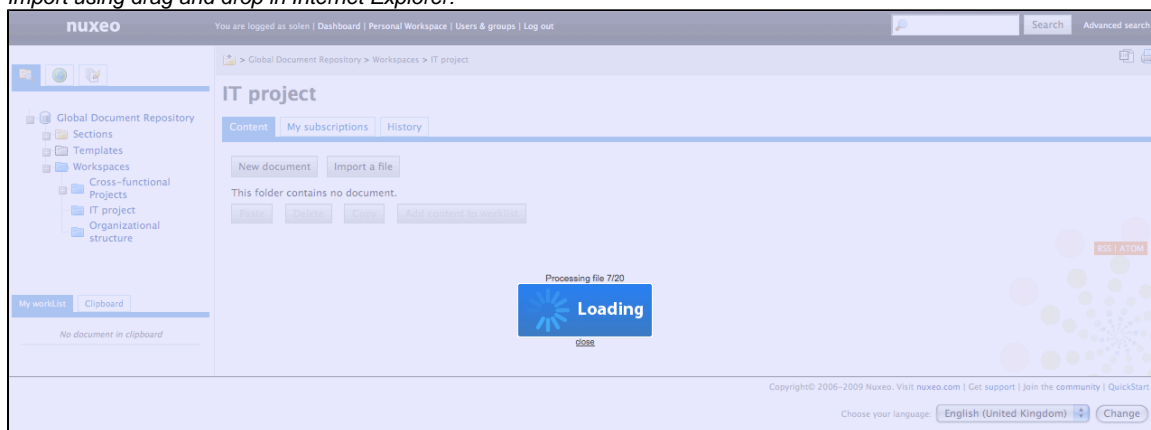 Import using drag and drop in Internet Explorer:
nuxeo
You are logged as solen | Dashboard | Personal Workspace | Users & groups | Log out
Search
Advanced search
> Global Document Repository > Workspaces > IT project
IT project
Global Document Repository
Sections
Templates
Workspaces
Cross-functional
Projects
IT project
Organizational
structure
Content My subscriptions History
New document Import a file
This folder contains no document.
Paste Delete Copy Add content to worklist
RSS | ATOM
Processing file 7/20
Loading
close
My workList Clipboard
No document in clipboard
Copyright© 2006-2009 Nuxeo. Visit nuxeo.com | Get support | Join the community | QuickStart
Choose your language: English (United Kingdom) Change